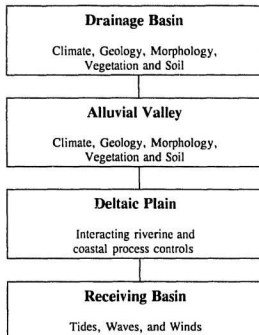 Drainage Basin
Climate, Geology, Morphology,
Vegetation and Soil
Alluvial Valley
Climate, Geology, Morphology,
Vegetation and Soil
Deltaic Plain
Interacting riverine and
coastal process controls
Receiving Basin
Tides, Waves, and Winds